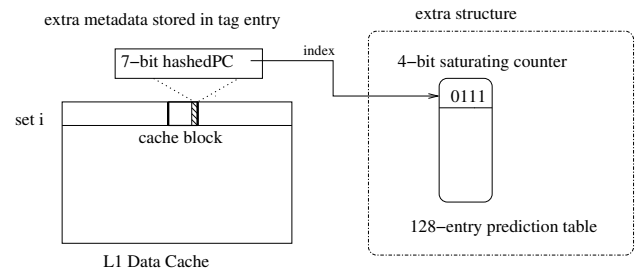 extra metadata stored in tag entry
extra structure
7−bit hashedPC
index
4−bit saturating counter
0111
set i
cache block
128−entry prediction table
L1 Data Cache